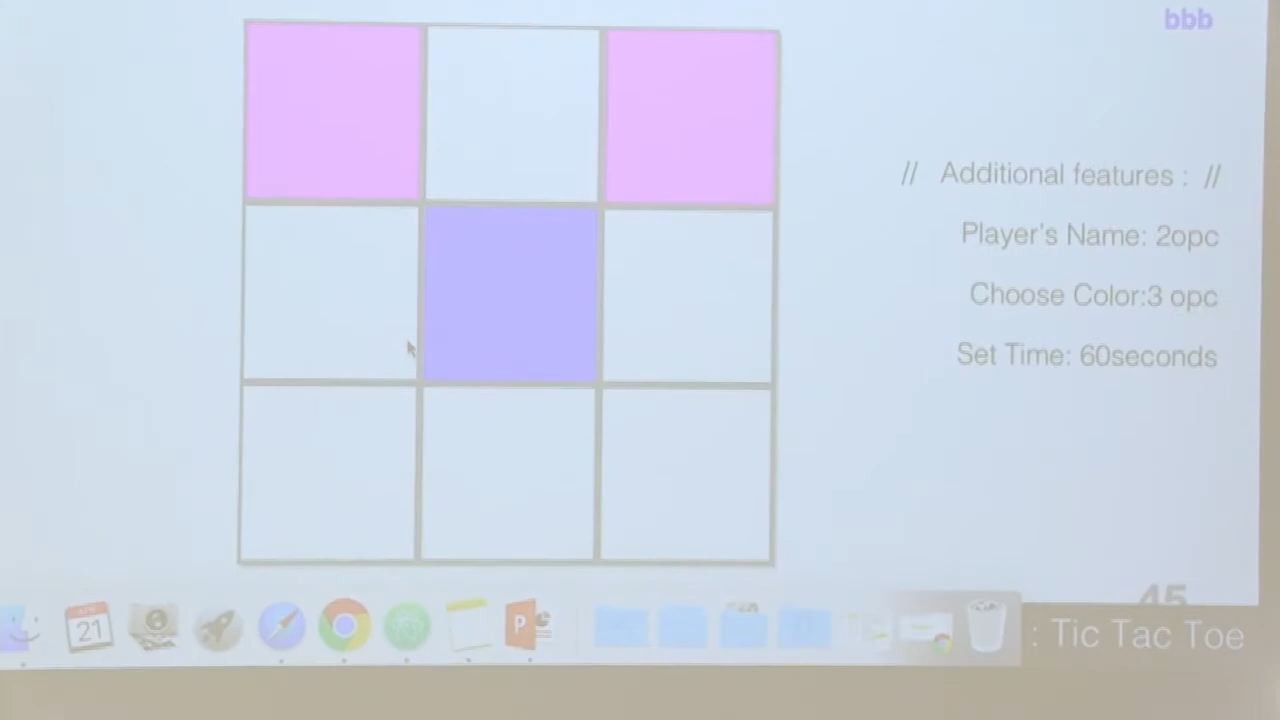 bbb
// Additional features : //
Player's Name: 2opc
Choose Color:3 opc
Set Time: 60seconds
45
21
P
: Tic Tac Toe